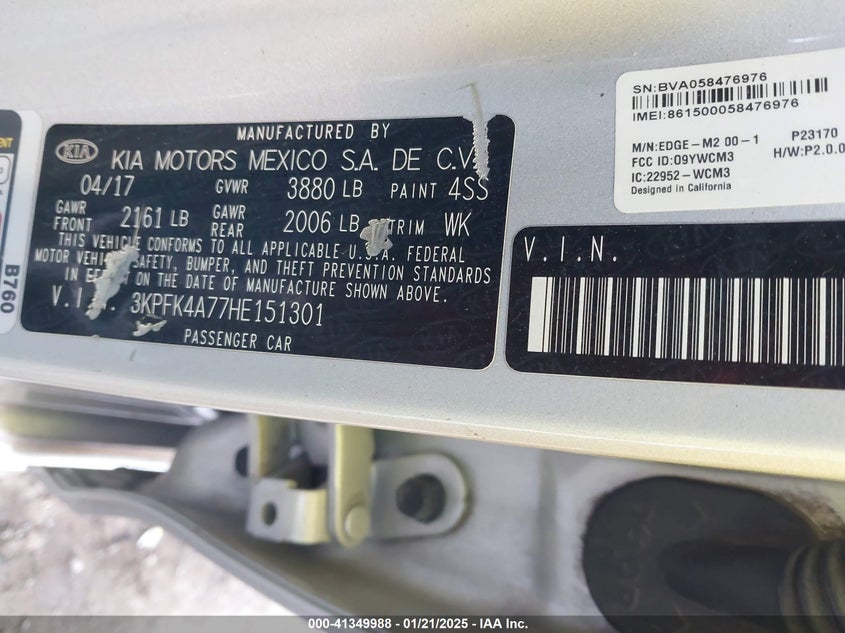 MANUFACTURED BY
KIA KIA MOTORS MEXICO S.A. DE C.V.
04/17 GVWR 3880 LB PAINT 4SS
GAWR FRONT 2161 LB GAWR REAR 2006 LB TRIM WK
THIS VEHICLE CONFORMS TO ALL APPLICABLE U.S.A. FEDERAL
MOTOR VEHICLE SAFETY, BUMPER, AND THEFT PREVENTION STANDARDS
IN EFFECT ON THE DATE OF MANUFACTURE SHOWN ABOVE.
V.I.N. 3KPFK4A77HE151301
PASSENGER CAR
B760
SN:BVA058476976
IMEI:861500058476976
M/N:EDGE-M2 00-1 P23170
FCC ID:O9YWCM3 H/W:P2.0.0
IC:22952-WCM3
Designed in California
V.I.N.
000-41349988 - 01/21/2025 - IAA Inc.